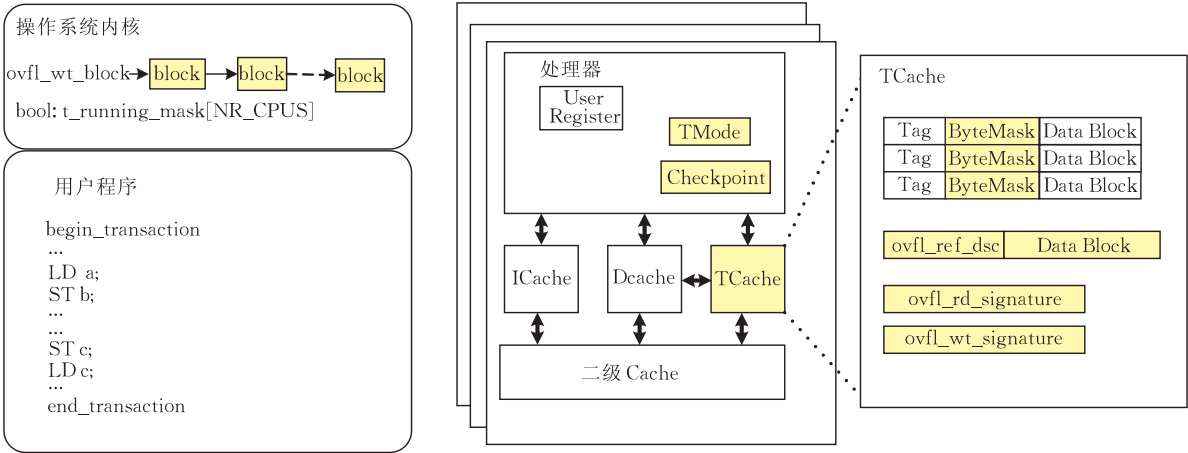 操作系统内核
ovfl_wt_block block block block
bool: t_running_mask[NR_CPUS]
用户程序
begin_transaction
...
LD a;
ST b;
...
...
ST c;
LD c;
...
end_transaction
处理器
User
Register
TMode
Checkpoint
ICache Dcache TCache
二级 Cache
TCache
Tag ByteMask Data Block
Tag ByteMask Data Block
Tag ByteMask Data Block
ovfl_ref_dsc Data Block
ovfl_rd_signature
ovfl_wt_signature